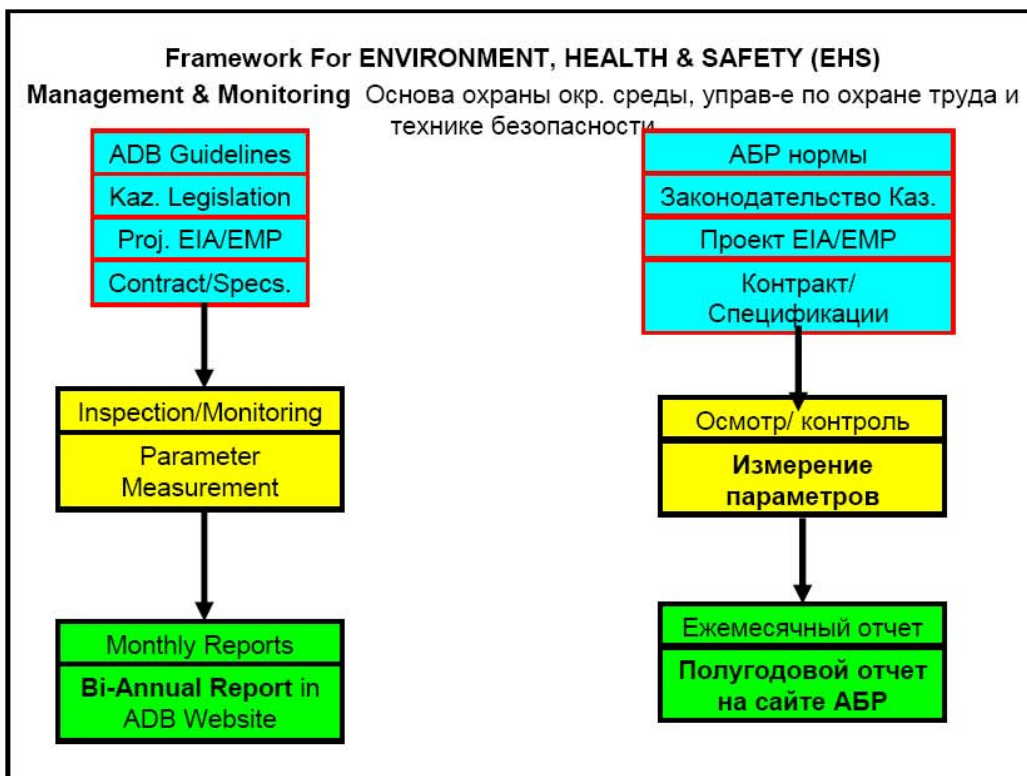 Framework For ENVIRONMENT, HEALTH & SAFETY (EHS)
Management & Monitoring Основа охраны окр. среды, управ-е по охране труда и
технике безопасности
ADB Guidelines
Kaz. Legislation
Proj. EIA/EMP
Contract/Specs.
Inspection/Monitoring
Parameter
Measurement
Monthly Reports
Bi-Annual Report in
ADB Website
АБР нормы
Законодательство Каз.
Проект EIA/EMP
Контракт/
Спецификации
Осмотр/ контроль
Измерение
параметров
Ежемесячный отчет
Полугодовой отчет
на сайте АБР